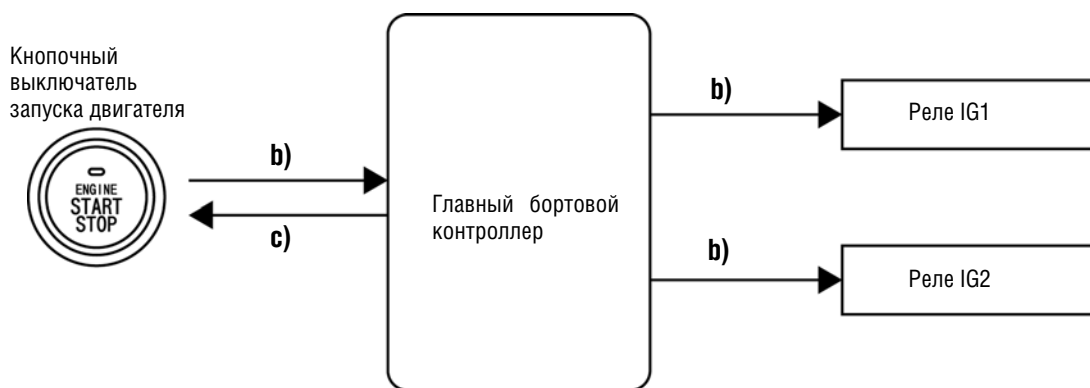 Кнопочный
выключатель
запуска двигателя
ENGINE
START
STOP
b)
c)
Главный бортовой
контроллер
b)
Реле IG1
b)
Реле IG2